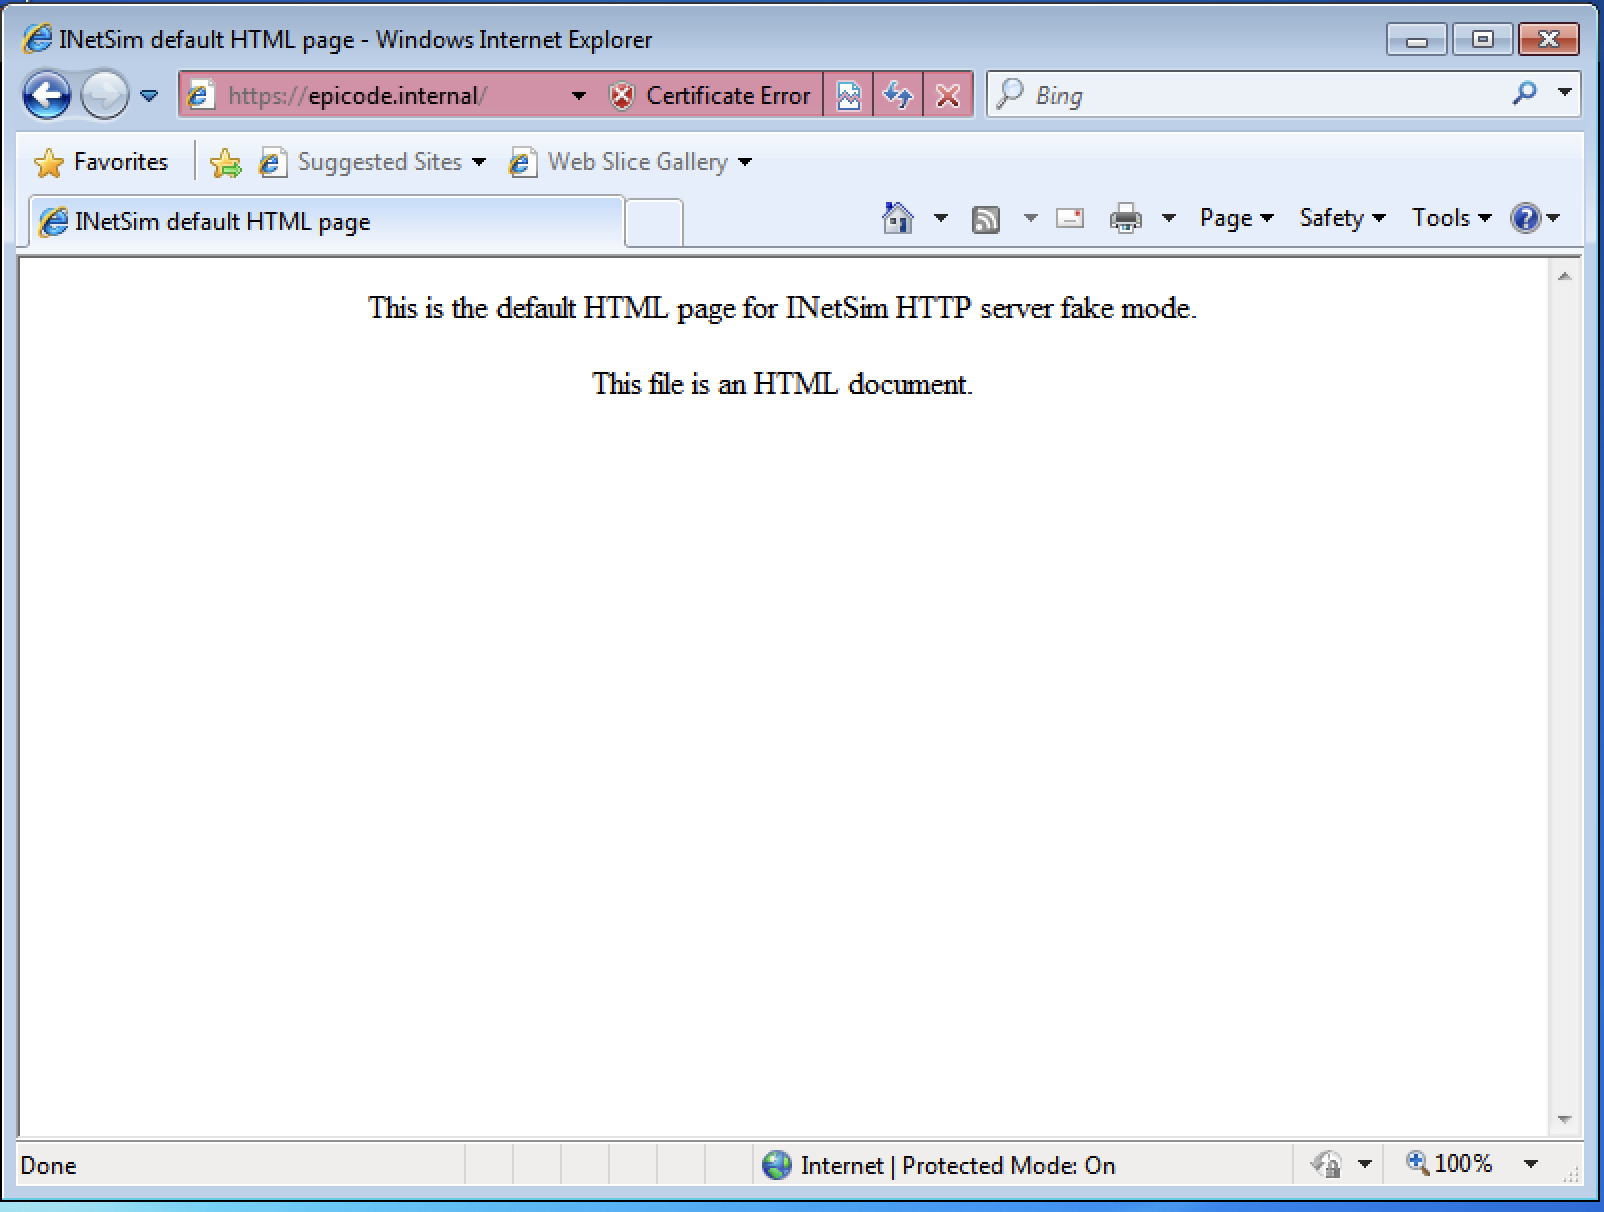 INetSim default HTML page - Windows Internet Explorer
https://epicode.internal/ Certificate Error Bing
Favorites Suggested Sites Web Slice Gallery
INetSim default HTML page Page Safety Tools
This is the default HTML page for INetSim HTTP server fake mode.
This file is an HTML document.
Done Internet | Protected Mode: On 100%